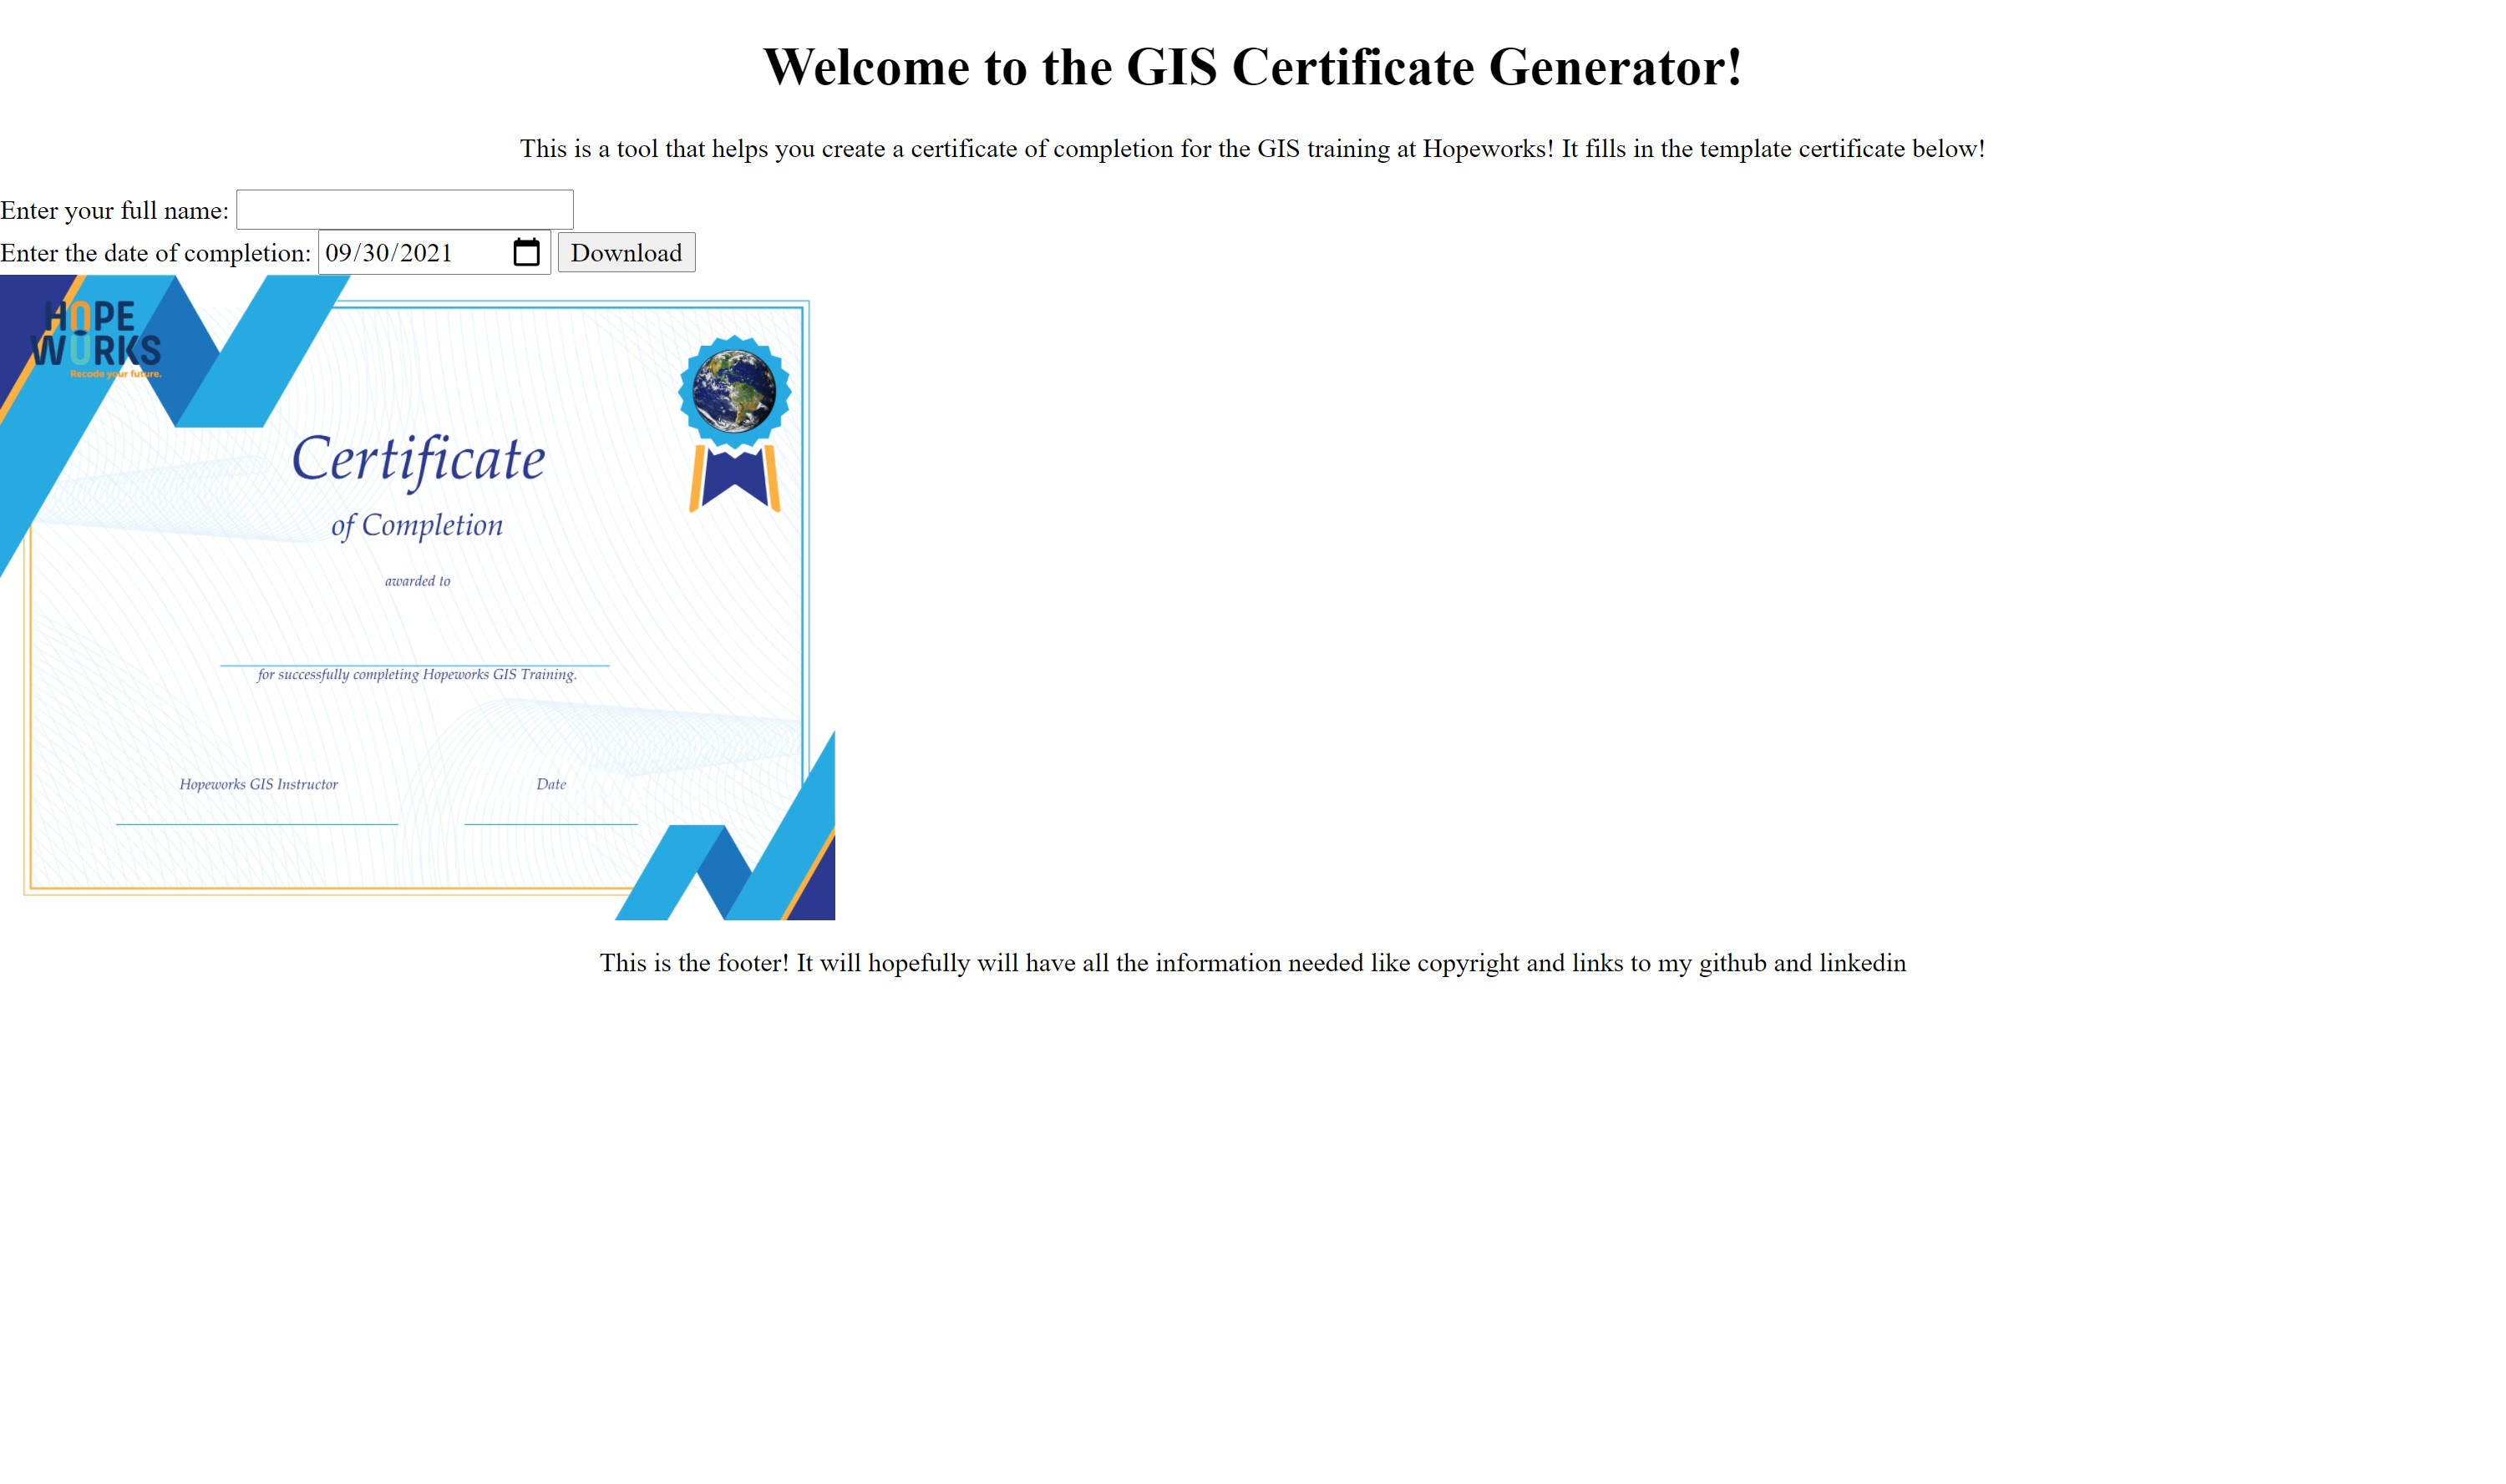 Welcome to the GIS Certificate Generator!
This is a tool that helps you create a certificate of completion for the GIS training at Hopeworks! It fills in the template certificate below!
Enter your full name:
Enter the date of completion: 09/30/2021 Download
HOPE
WORKS
Recode your future.
Certificate
of Completion
awarded to
for successfully completing Hopeworks GIS Training.
Hopeworks GIS Instructor Date
This is the footer! It will hopefully will have all the information needed like copyright and links to my github and linkedin